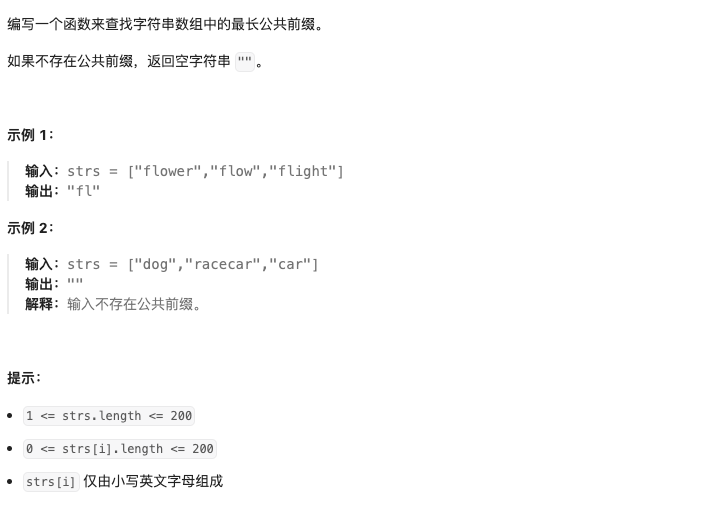 编写一个函数来查找字符串数组中的最长公共前缀。
如果不存在公共前缀，返回空字符串 ""。
示例 1：
输入：strs = ["flower","flow","flight"]
输出："fl"
示例 2：
输入：strs = ["dog","racecar","car"]
输出：""
解释：输入不存在公共前缀。
提示：
1 <= strs.length <= 200
0 <= strs[i].length <= 200
strs[i] 仅由小写英文字母组成